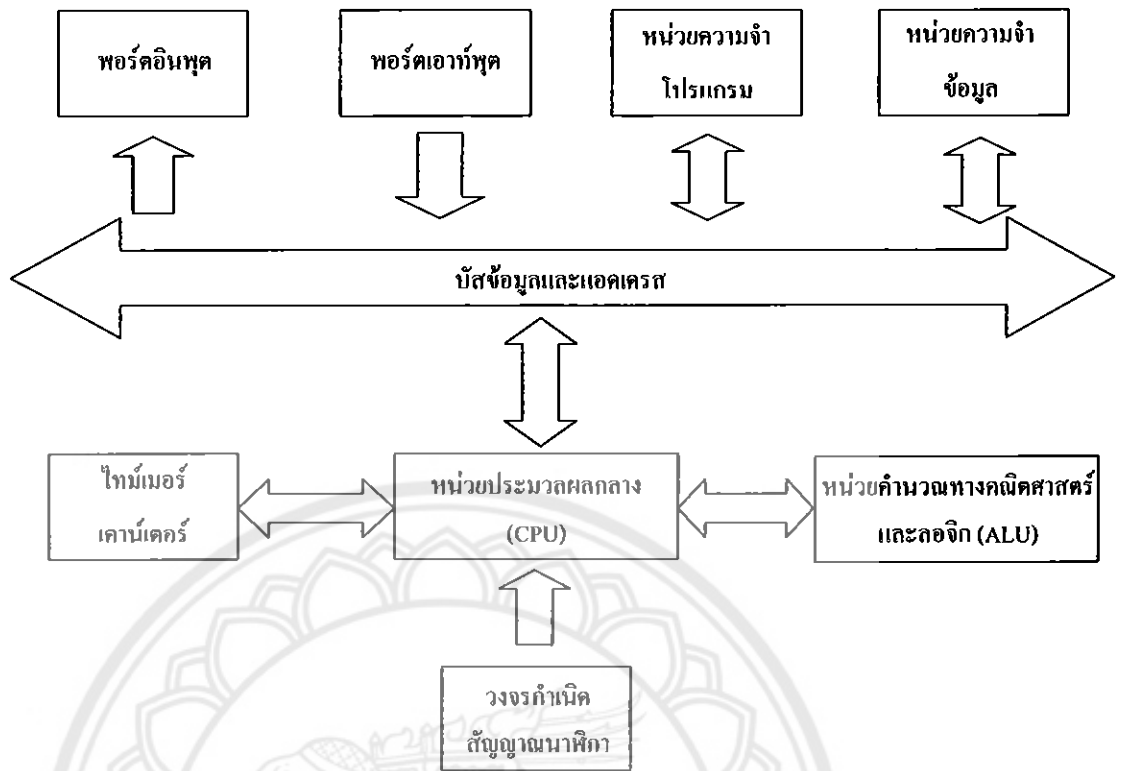 พอร์ตอินพุต
พอร์ตเอาท์พุต
หน่วยความจำ
โปรแกรม
หน่วยความจำ
ข้อมูล
บัสข้อมูลและแอดเดรส
ไทม์เมอร์
เคาน์เตอร์
หน่วยประมวลผลกลาง
(CPU)
หน่วยคำนวณทางคณิตศาสตร์
และลอจิก (ALU)
วงจรกำเนิด
สัญญาณนาฬิกา